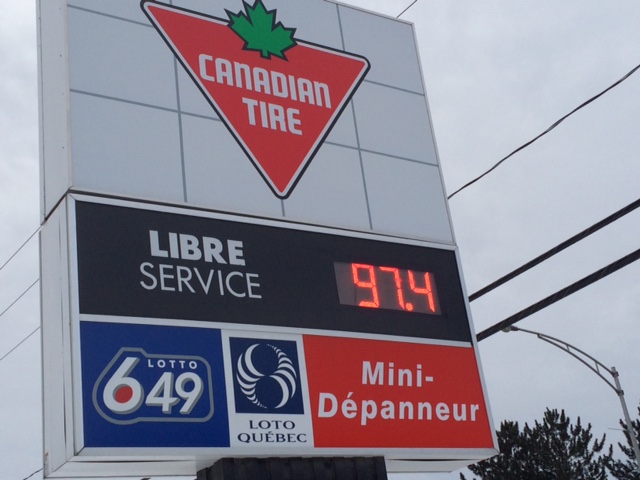 CANADIAN
TIRE
LIBRE
SERVICE
97.4
LOTTO
649
LOTO
QUÉBEC
Mini-
Dépanneur